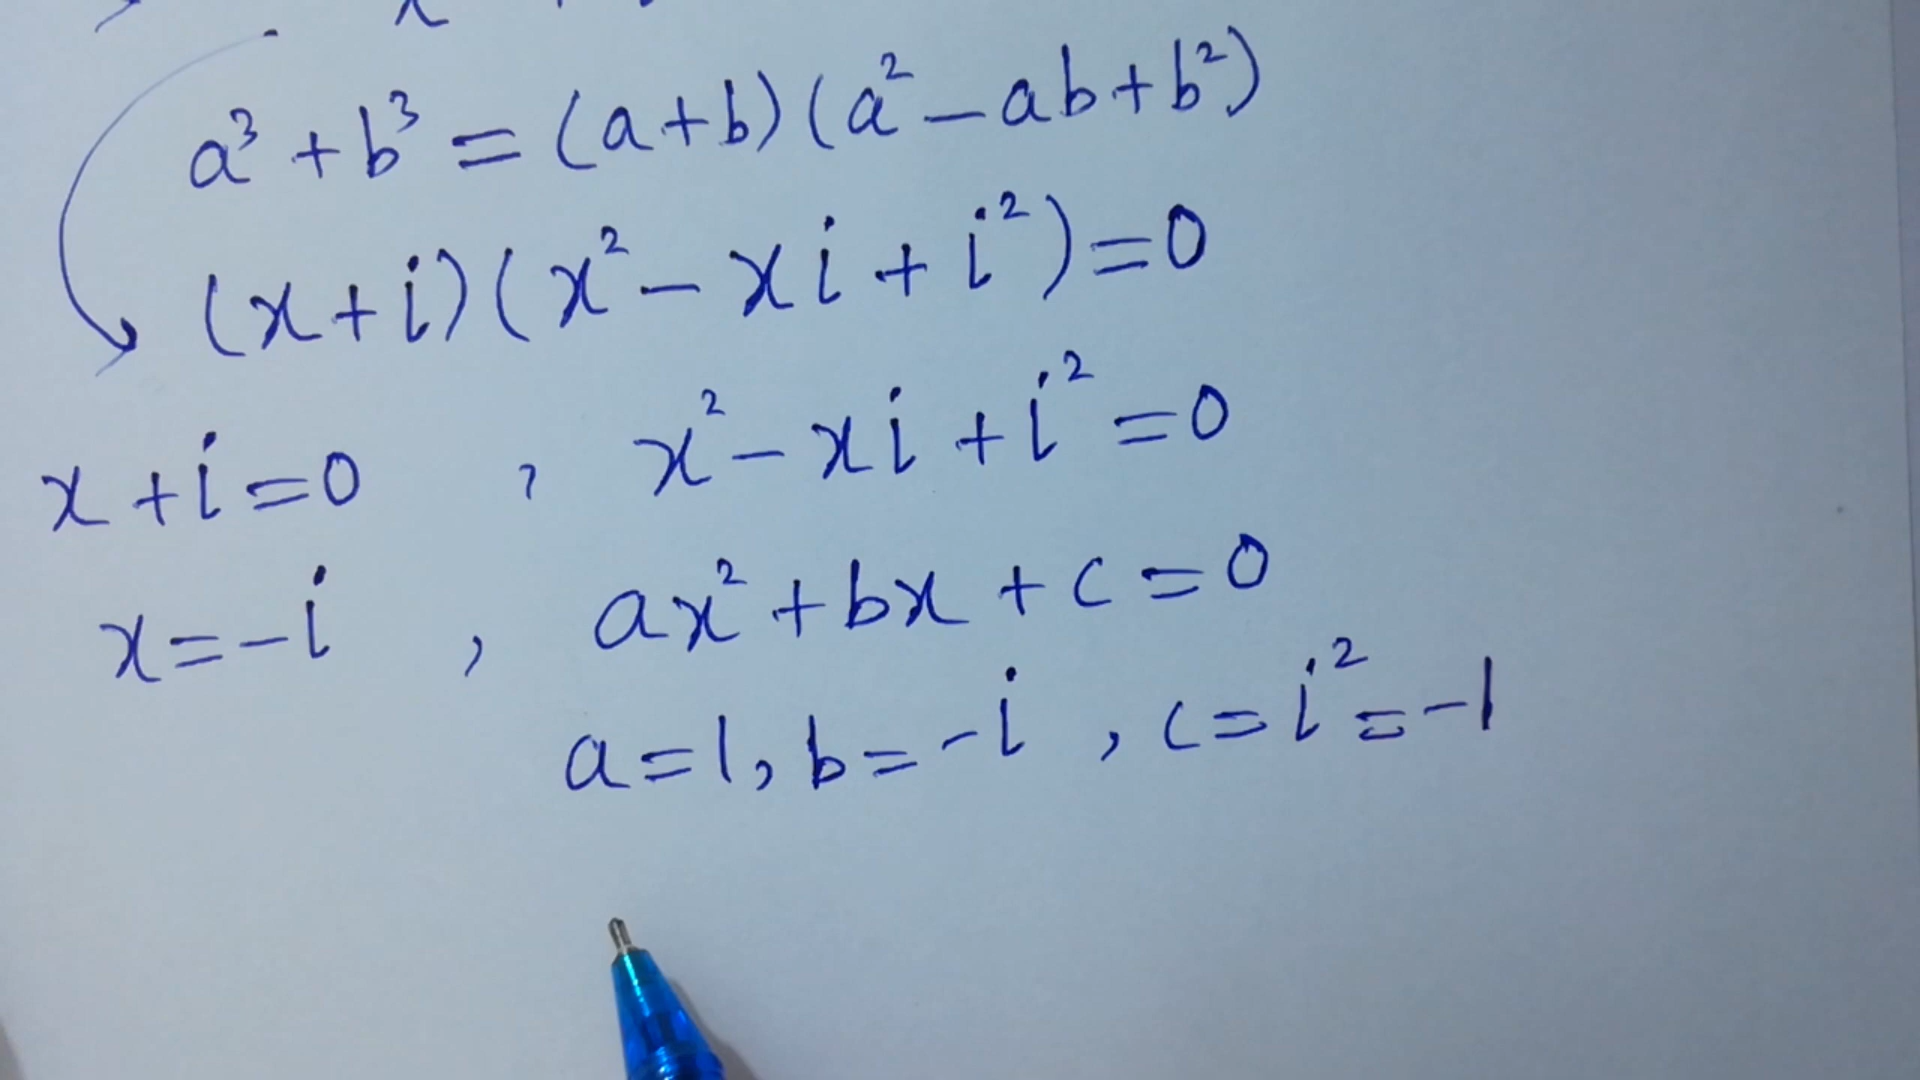 a³ + b³ = (a+b)(a² - ab + b²)
(x+i)(x² - xi + i²) = 0
x + i = 0 , x² - xi + i² = 0
x = -i , ax² + bx + c = 0
a = 1, b = -i , c = i² = -1